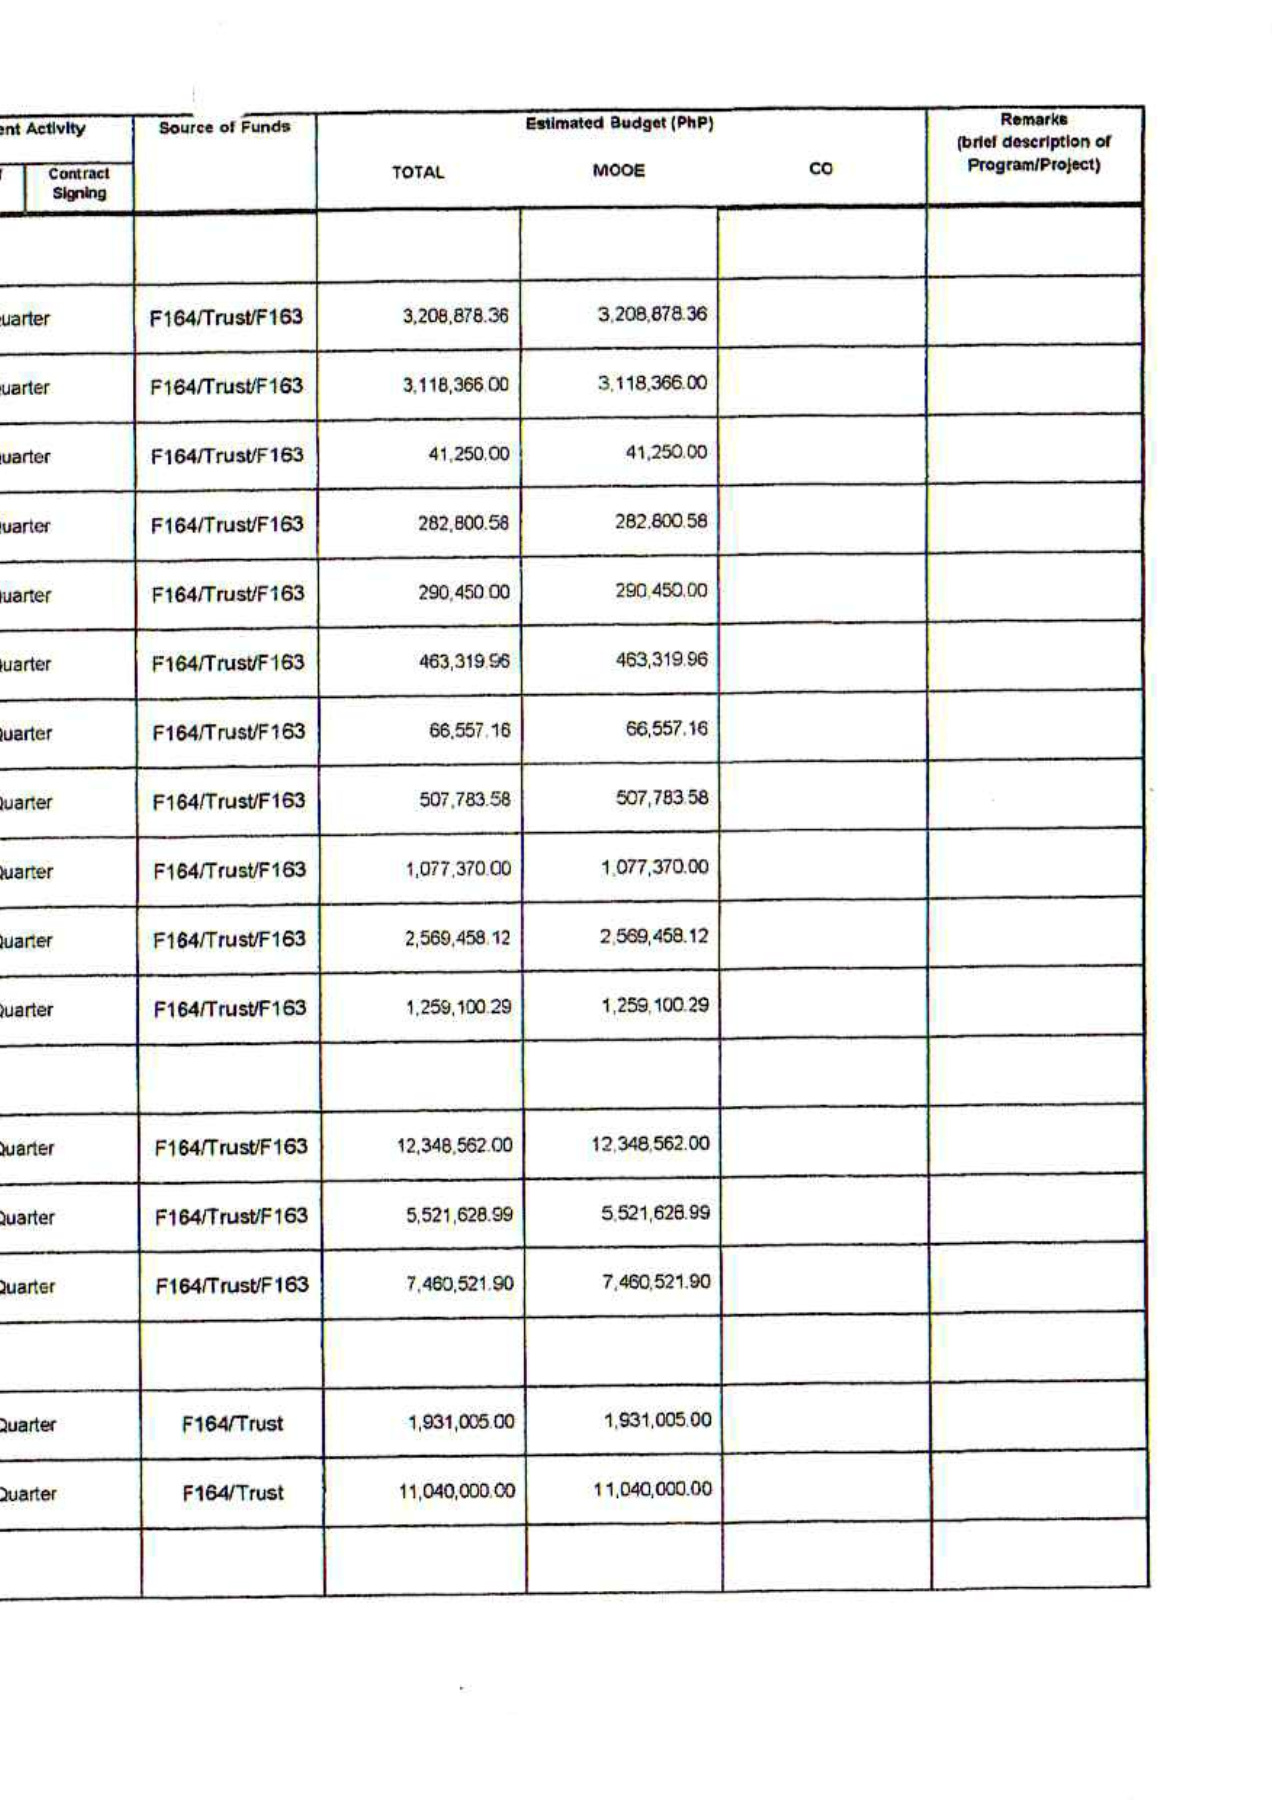 ent Activity Source of Funds Estimated Budget (PhP) Remarks
(brief description of
Program/Project)
Contract
Signing TOTAL MOOE CO
uarter F164/Trust/F163 3,208,878.36 3,208,878.36
uarter F164/Trust/F163 3,118,366.00 3,118,366.00
uarter F164/Trust/F163 41,250.00 41,250.00
uarter F164/Trust/F163 282,800.58 282,800.58
uarter F164/Trust/F163 290,450.00 290,450.00
uarter F164/Trust/F163 463,319.96 463,319.96
Quarter F164/Trust/F163 66,557.16 66,557.16
Quarter F164/Trust/F163 507,783.58 507,783.58
Quarter F164/Trust/F163 1,077,370.00 1,077,370.00
Quarter F164/Trust/F163 2,569,458.12 2,569,458.12
Quarter F164/Trust/F163 1,259,100.29 1,259,100.29
Quarter F164/Trust/F163 12,348,562.00 12,348,562.00
Quarter F164/Trust/F163 5,521,628.99 5,521,628.99
Quarter F164/Trust/F163 7,460,521.90 7,460,521.90
Quarter F164/Trust 1,931,005.00 1,931,005.00
Quarter F164/Trust 11,040,000.00 11,040,000.00